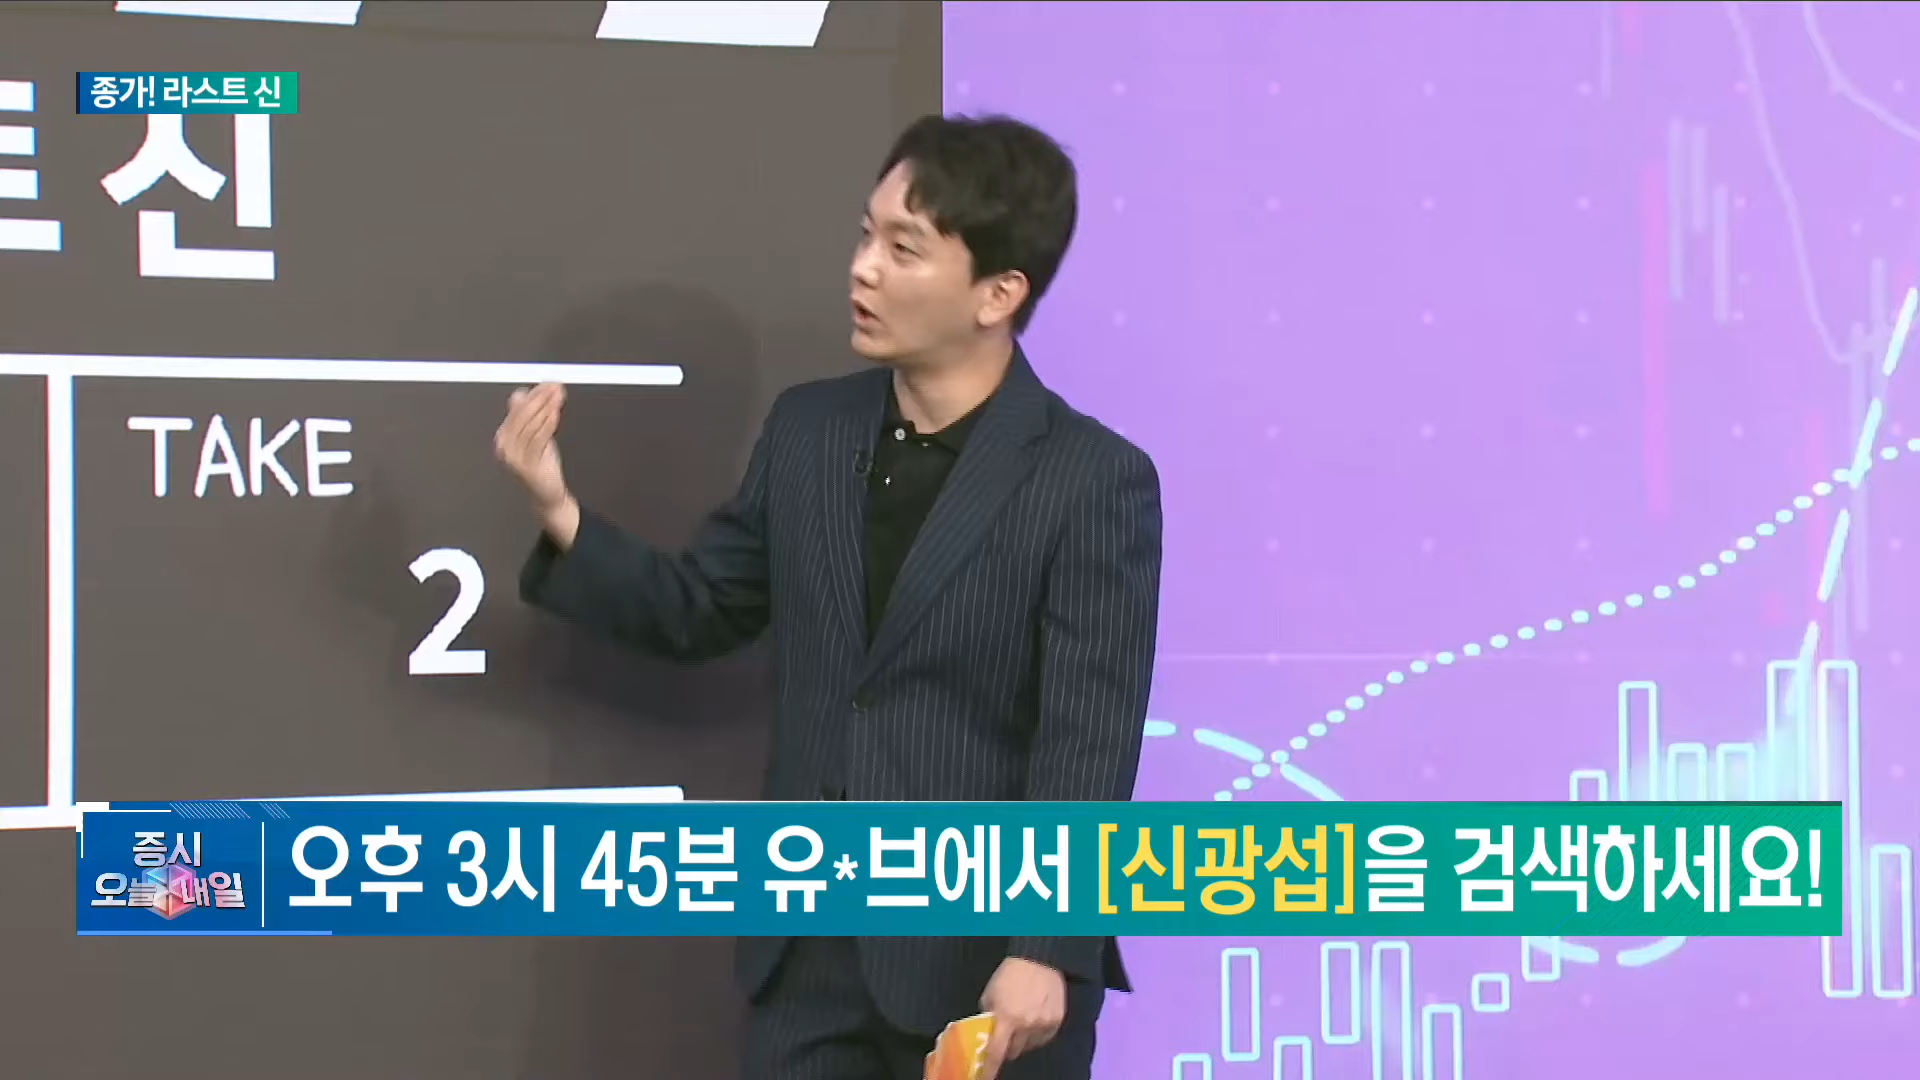 종가! 라스트 신
트 신
TAKE
2
증시
오늘 내일
오후 3시 45분 유*브에서 [신광섭]을 검색하세요!